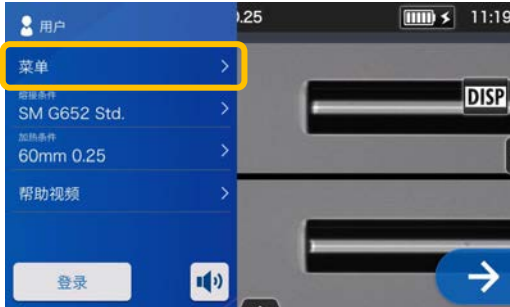 用户
.25
11:19
菜单
熔接条件
SM G652 Std.
DISP
加热条件
60mm 0.25
帮助视频
登录